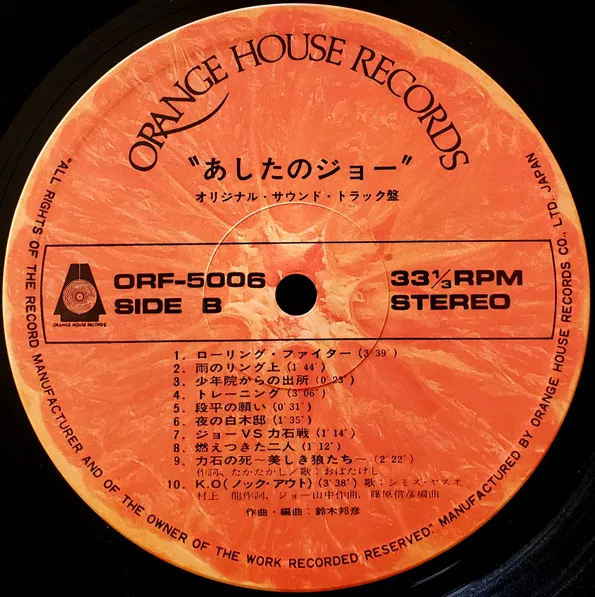 ORANGE HOUSE RECORDS
"あしたのジョー"
オリジナル・サウンド・トラック盤
ORF-5006
SIDE B
33 1/3 RPM
STEREO
ORANGE HOUSE RECORDS
1. ローリング・ファイター (3'39")
2. 雨のリング上 (1'44")
3. 少年院からの出所 (0'23")
4. トレーニング (3'06")
5. 段平の願い (0'31")
6. 夜の白木邸 (1'35")
7. ジョーVS力石戦 (1'14")
8. 燃えつきた二人 (1'12")
9. 力石の死〜美しき狼たち〜 (2'22")
作詞、たかたかし/歌:おぼたけし
10. K.O(ノック・アウト) (3'38") 歌:シミズ・ヤスオ
村上 龍作詞、ジョー山中作曲、篠原信彦編曲
作曲・編曲:鈴木邦彦
"ALL RIGHTS OF THE RECORD MANUFACTURER AND OF THE OWNER OF THE WORK RECORDED RESERVED". MANUFACTURED BY ORANGE HOUSE RECORDS CO., LTD. JAPAN